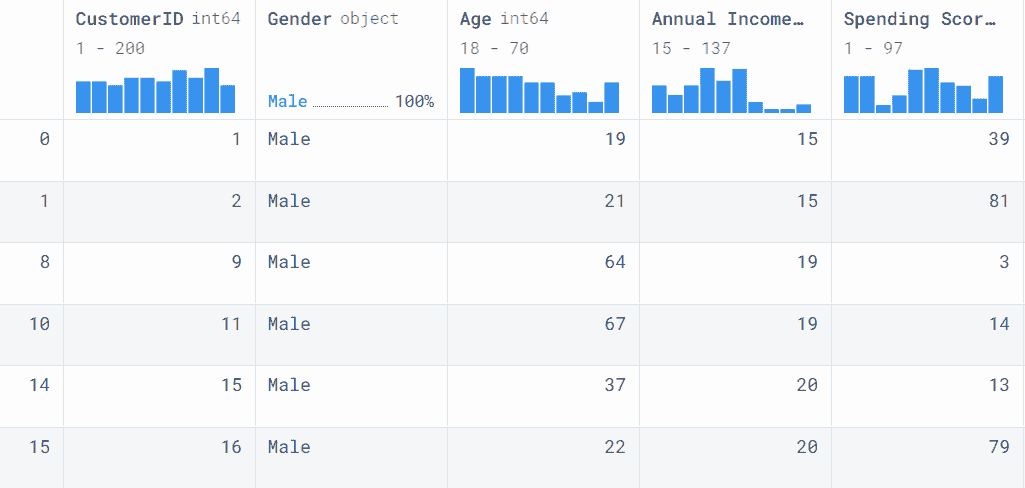 CustomerID int64 Gender object Age int64 Annual Income… Spending Scor…
1 - 200 18 - 70 15 - 137 1 - 97
Male 100%
0 1 Male 19 15 39
1 2 Male 21 15 81
8 9 Male 64 19 3
10 11 Male 67 19 14
14 15 Male 37 20 13
15 16 Male 22 20 79